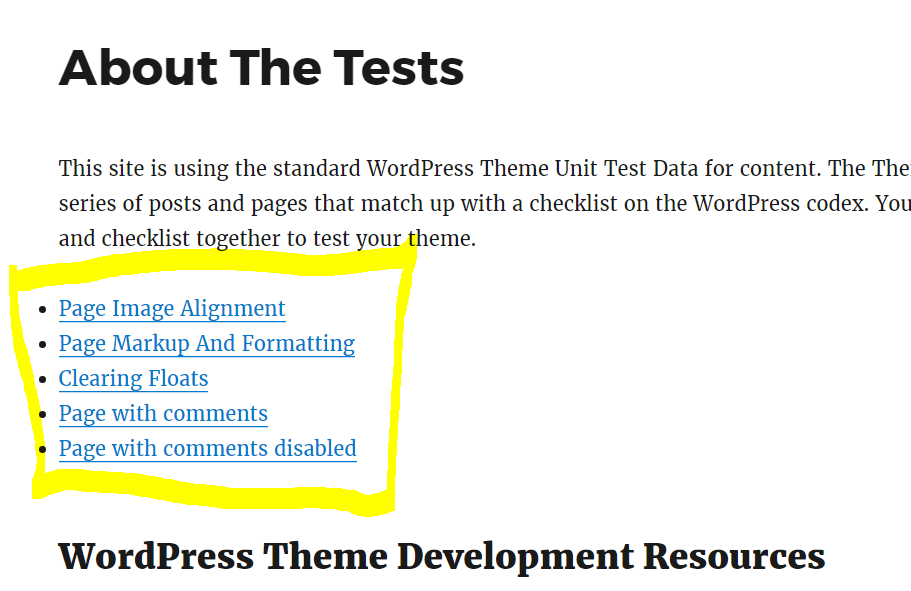 About The Tests
This site is using the standard WordPress Theme Unit Test Data for content. The
series of posts and pages that match up with a checklist on the WordPress codex. You
and checklist together to test your theme.
Page Image Alignment
Page Markup And Formatting
Clearing Floats
Page with comments
Page with comments disabled
WordPress Theme Development Resources